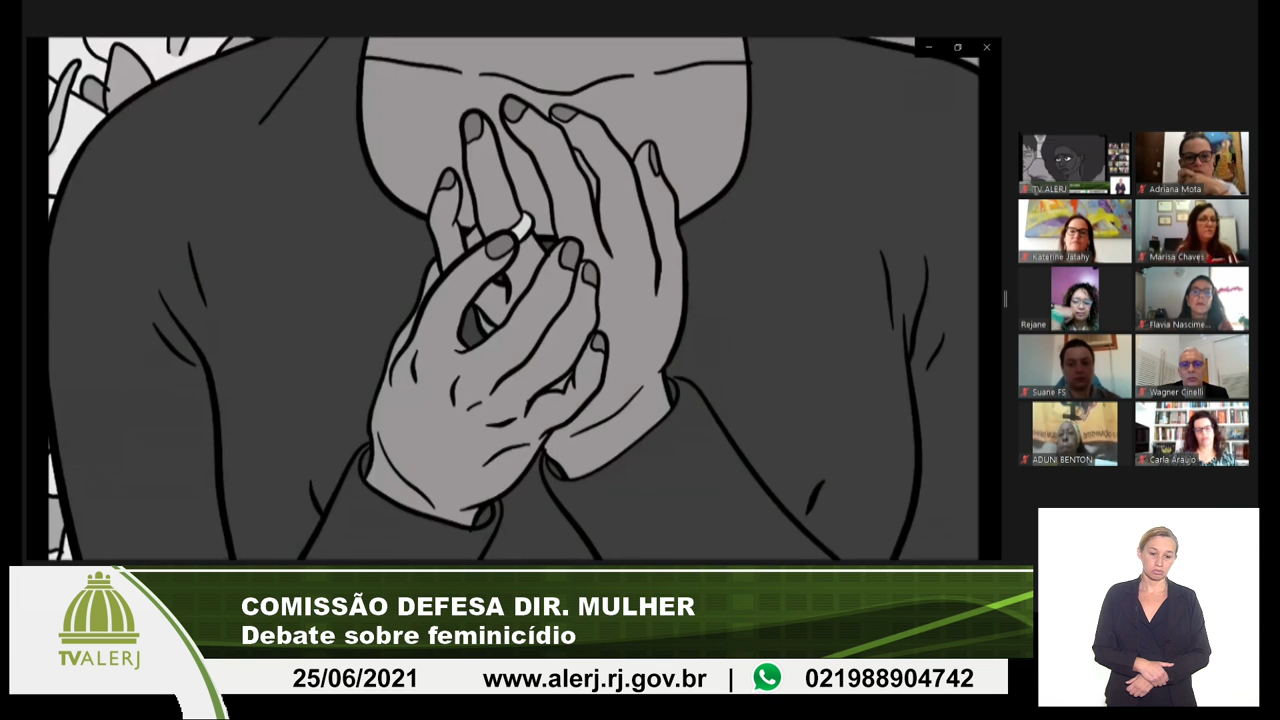 TV ALERJ
Adriana Mota
Katerine Jatahy
Marisa Chaves
Rejane
Flavia Nascime...
Suane FS
Wagner Cinelli
ADUNI BENTON
Carla Araujo
COMISSÃO DEFESA DIR. MULHER
Debate sobre feminicídio
TVALERJ
25/06/2021 www.alerj.rj.gov.br | 021988904742